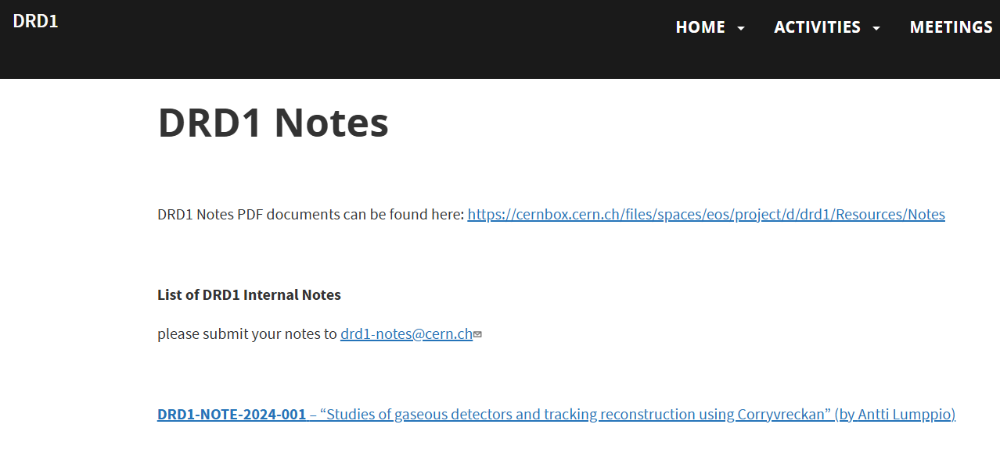 DRD1
HOME ACTIVITIES MEETINGS
DRD1 Notes
DRD1 Notes PDF documents can be found here: https://cernbox.cern.ch/files/spaces/eos/project/d/drd1/Resources/Notes
List of DRD1 Internal Notes
please submit your notes to drd1-notes@cern.ch
DRD1-NOTE-2024-001 – “Studies of gaseous detectors and tracking reconstruction using Corryvreckan” (by Antti Lumppio)